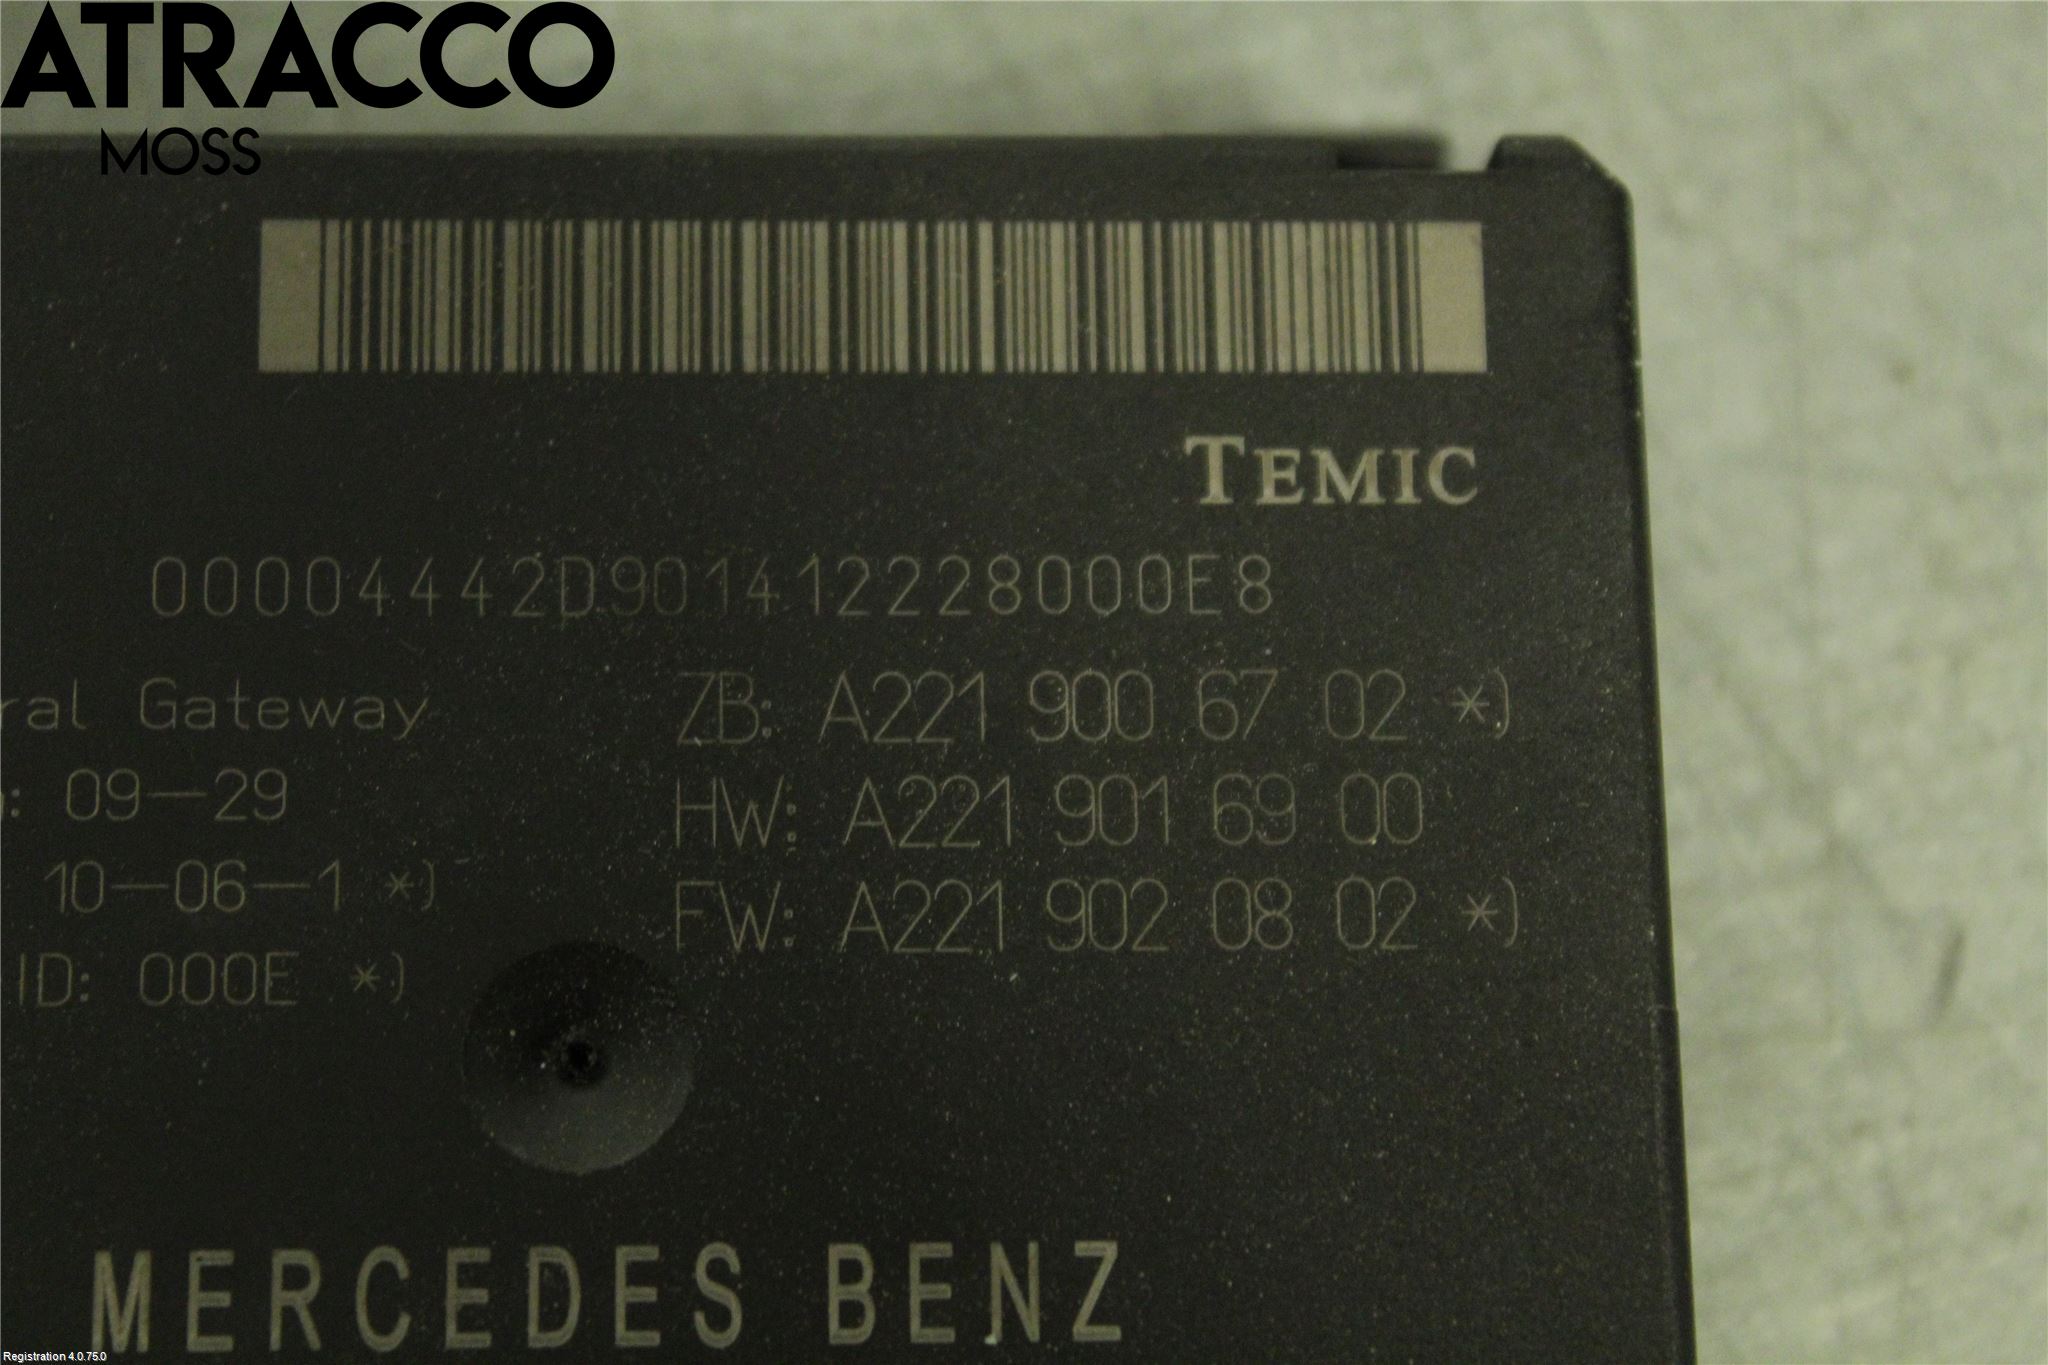 ATRACCO
MOSS
TEMIC
00004442D901412228000E8
ral Gateway
ZB: A221 900 67 02 *)
: 09-29
HW: A221 901 69 00
10-06-1 *)
FW: A221 902 08 02 *)
ID: 000E *)
MERCEDES BENZ
Registration 4.0.75.0